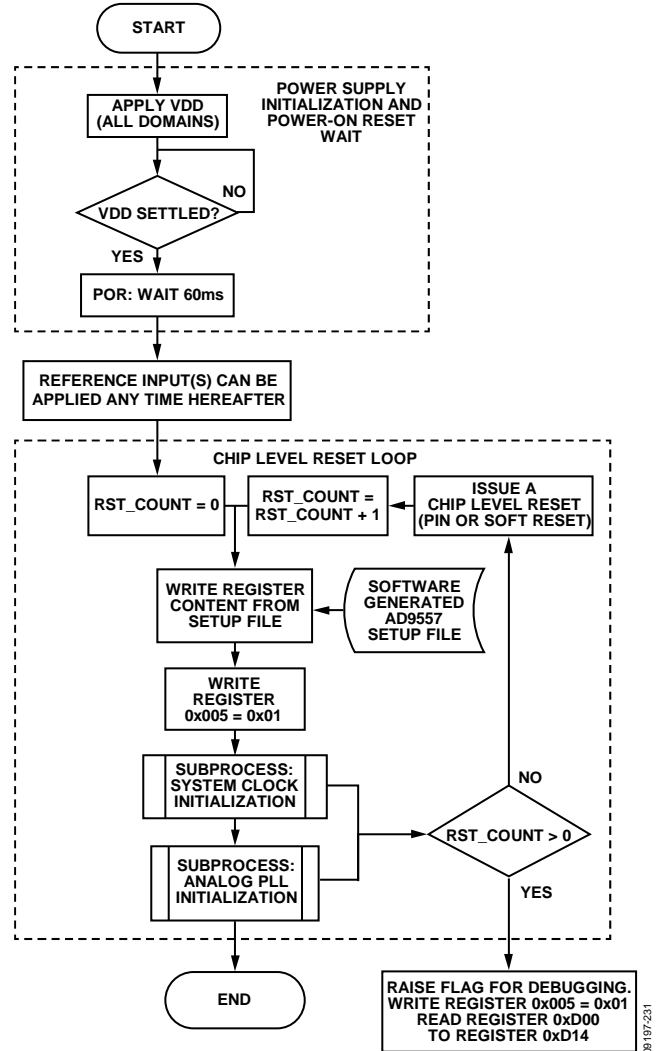 START
POWER SUPPLY
INITIALIZATION AND
POWER-ON RESET
WAIT
APPLY VDD
(ALL DOMAINS)
NO
VDD SETTLED?
YES
POR: WAIT 60ms
REFERENCE INPUT(S) CAN BE
APPLIED ANY TIME HEREAFTER
CHIP LEVEL RESET LOOP
RST_COUNT = 0
RST_COUNT =
RST_COUNT + 1
ISSUE A
CHIP LEVEL RESET
(PIN OR SOFT RESET)
WRITE REGISTER
CONTENT FROM
SETUP FILE
SOFTWARE
GENERATED
AD9557
SETUP FILE
WRITE
REGISTER
0x005 = 0x01
SUBPROCESS:
SYSTEM CLOCK
INITIALIZATION
NO
RST_COUNT > 0
SUBPROCESS:
ANALOG PLL
INITIALIZATION
YES
END
RAISE FLAG FOR DEBUGGING.
WRITE REGISTER 0x005 = 0x01
READ REGISTER 0xD00
TO REGISTER 0xD14
09197-231